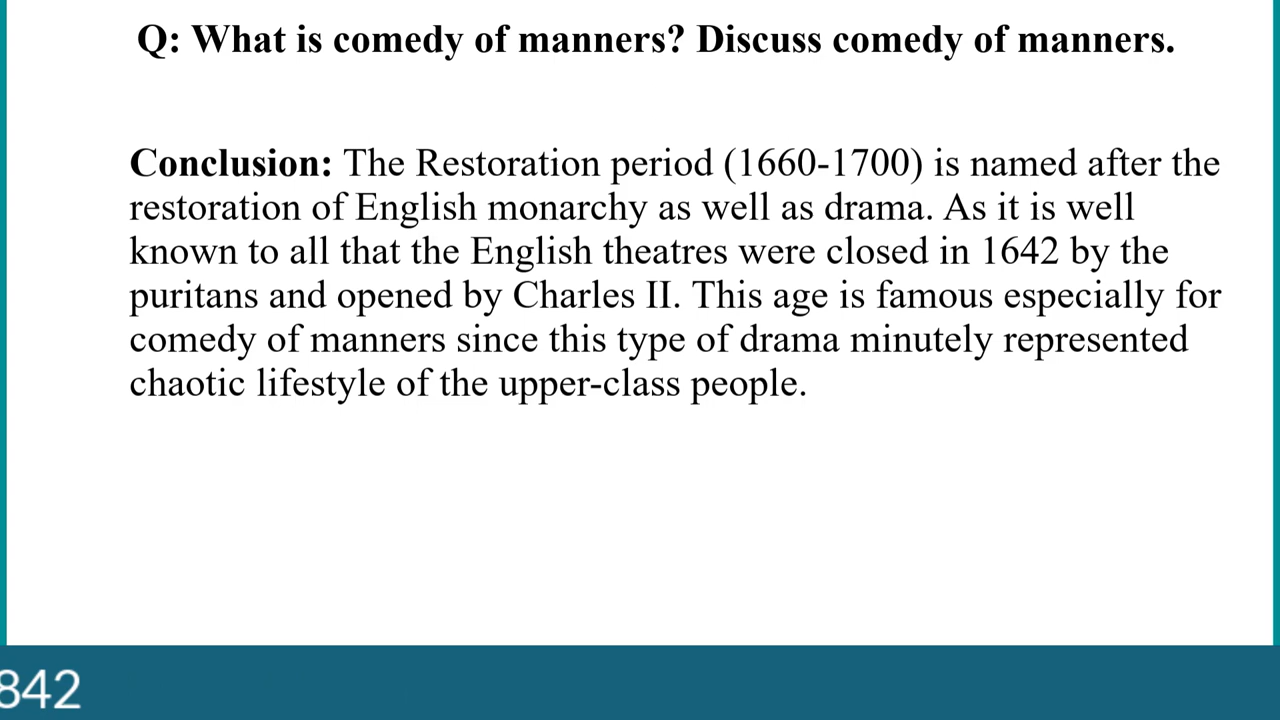 Q: What is comedy of manners? Discuss comedy of manners.
Conclusion: The Restoration period (1660-1700) is named after the
restoration of English monarchy as well as drama. As it is well
known to all that the English theatres were closed in 1642 by the
puritans and opened by Charles II. This age is famous especially for
comedy of manners since this type of drama minutely represented
chaotic lifestyle of the upper-class people.
842